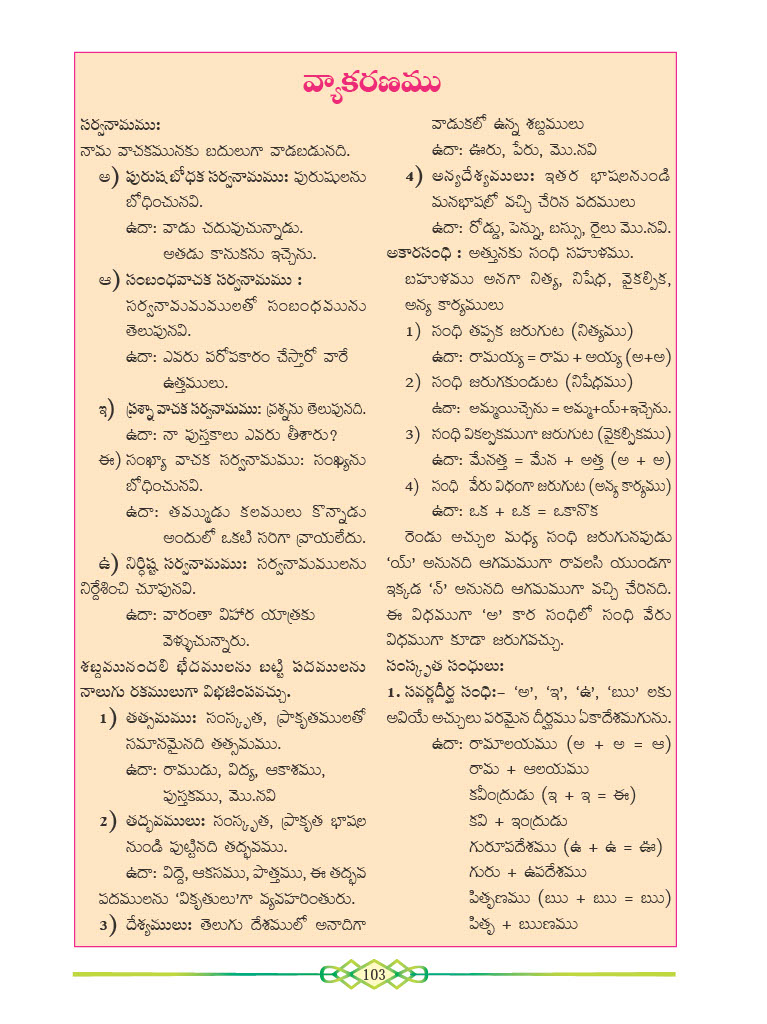 వ్యాకరణము
సర్వనామము:
నామ వాచకమునకు బదులుగా వాడబడునది.
అ) పురుష బోధక సర్వనామము: పురుషులను
బోధించునవి.
ఉదా: వాడు చదువుచున్నాడు.
అతడు కానుకను ఇచ్చెను.
ఆ) సంబంధవాచక సర్వనామము :
సర్వనామమములతో సంబంధమును
తెలుపునవి.
ఉదా: ఎవరు పరోపకారం చేస్తారో వారే
ఉత్తములు.
ఇ) ప్రశ్నా వాచక సర్వనామము: ప్రశ్నను తెలుపునది.
ఉదా: నా పుస్తకాలు ఎవరు తీశారు?
ఈ) సంఖ్యా వాచక సర్వనామము: సంఖ్యను
బోధించునవి.
ఉదా: తమ్ముడు కలములు కొన్నాడు
అందులో ఒకటి సరిగా వ్రాయలేదు.
ఉ) నిర్ధిష్ట సర్వనామము: సర్వనామములను
నిర్దేశించి చూపునవి.
ఉదా: వారంతా విహార యాత్రకు
వెళ్ళుచున్నారు.
శబ్దమునందలి భేదములను బట్టి పదములను
నాలుగు రకములుగా విభజింపవచ్చు.
1) తత్సమము: సంస్కృత, ప్రాకృతములతో
సమానమైనది తత్సమము.
ఉదా: రాముడు, విద్య, ఆకాశము,
పుస్తకము, మొ.నవి
2) తద్భవములు: సంస్కృత, ప్రాకృత భాషల
నుండి పుట్టినది తద్భవము.
ఉదా: విద్దె, ఆకసము, పొత్తము, ఈ తద్భవ
పదములను ‘వికృతులు’గా వ్యవహరింతురు.
3) దేశ్యములు: తెలుగు దేశములో అనాదిగా
వాడుకలో ఉన్న శబ్దములు
ఉదా: ఊరు, పేరు, మొ.నవి
4) అన్యదేశ్యములు: ఇతర భాషలనుండి
మనభాషలో వచ్చి చేరిన పదములు
ఉదా: రోడ్డు, పెన్ను, బస్సు, రైలు మొ.నవి.
అకారసంధి : అత్తునకు సంధి సహుళము.
బహుళము అనగా నిత్య, నిషేధ, వైకల్పిక,
అన్య కార్యములు
1) సంధి తప్పక జరుగుట (నిత్యము)
ఉదా: రామయ్య = రామ + అయ్య (అ+అ)
2) సంధి జరుగకుండుట (నిషేధము)
ఉదా: అమ్మయిచ్చెను = అమ్మ+య్+ఇచ్చెను.
3) సంధి వికల్పకముగా జరుగుట (వైకల్పికము)
ఉదా: మేనత్త = మేన + అత్త (అ + అ)
4) సంధి వేరు విధంగా జరుగుట (అన్య కార్యము)
ఉదా: ఒక + ఒక = ఒకానొక
రెండు అచ్చుల మధ్య సంధి జరుగునపుడు
‘య్’ అనునది ఆగమముగా రావలసి యుండగా
ఇక్కడ ‘న్’ అనునది ఆగమముగా వచ్చి చేరినది.
ఈ విధముగా ‘అ’ కార సంధిలో సంధి వేరు
విధముగా కూడా జరుగవచ్చు.
సంస్కృత సంధులు:
1. సవర్ణదీర్ఘ సంధి:– ‘అ’, ‘ఇ’, ‘ఉ’, ‘ఋ’ లకు
అవియే అచ్చులు పరమైన దీర్ఘము ఏకాదేశమగును.
ఉదా: రామాలయము (అ + అ = ఆ)
రామ + ఆలయము
కవీంద్రుడు (ఇ + ఇ = ఈ)
కవి + ఇంద్రుడు
గురూపదేశము (ఉ + ఉ = ఊ)
గురు + ఉపదేశము
పితౄణము (ఋ + ఋ = ఋ)
పితృ + ఋణము
103